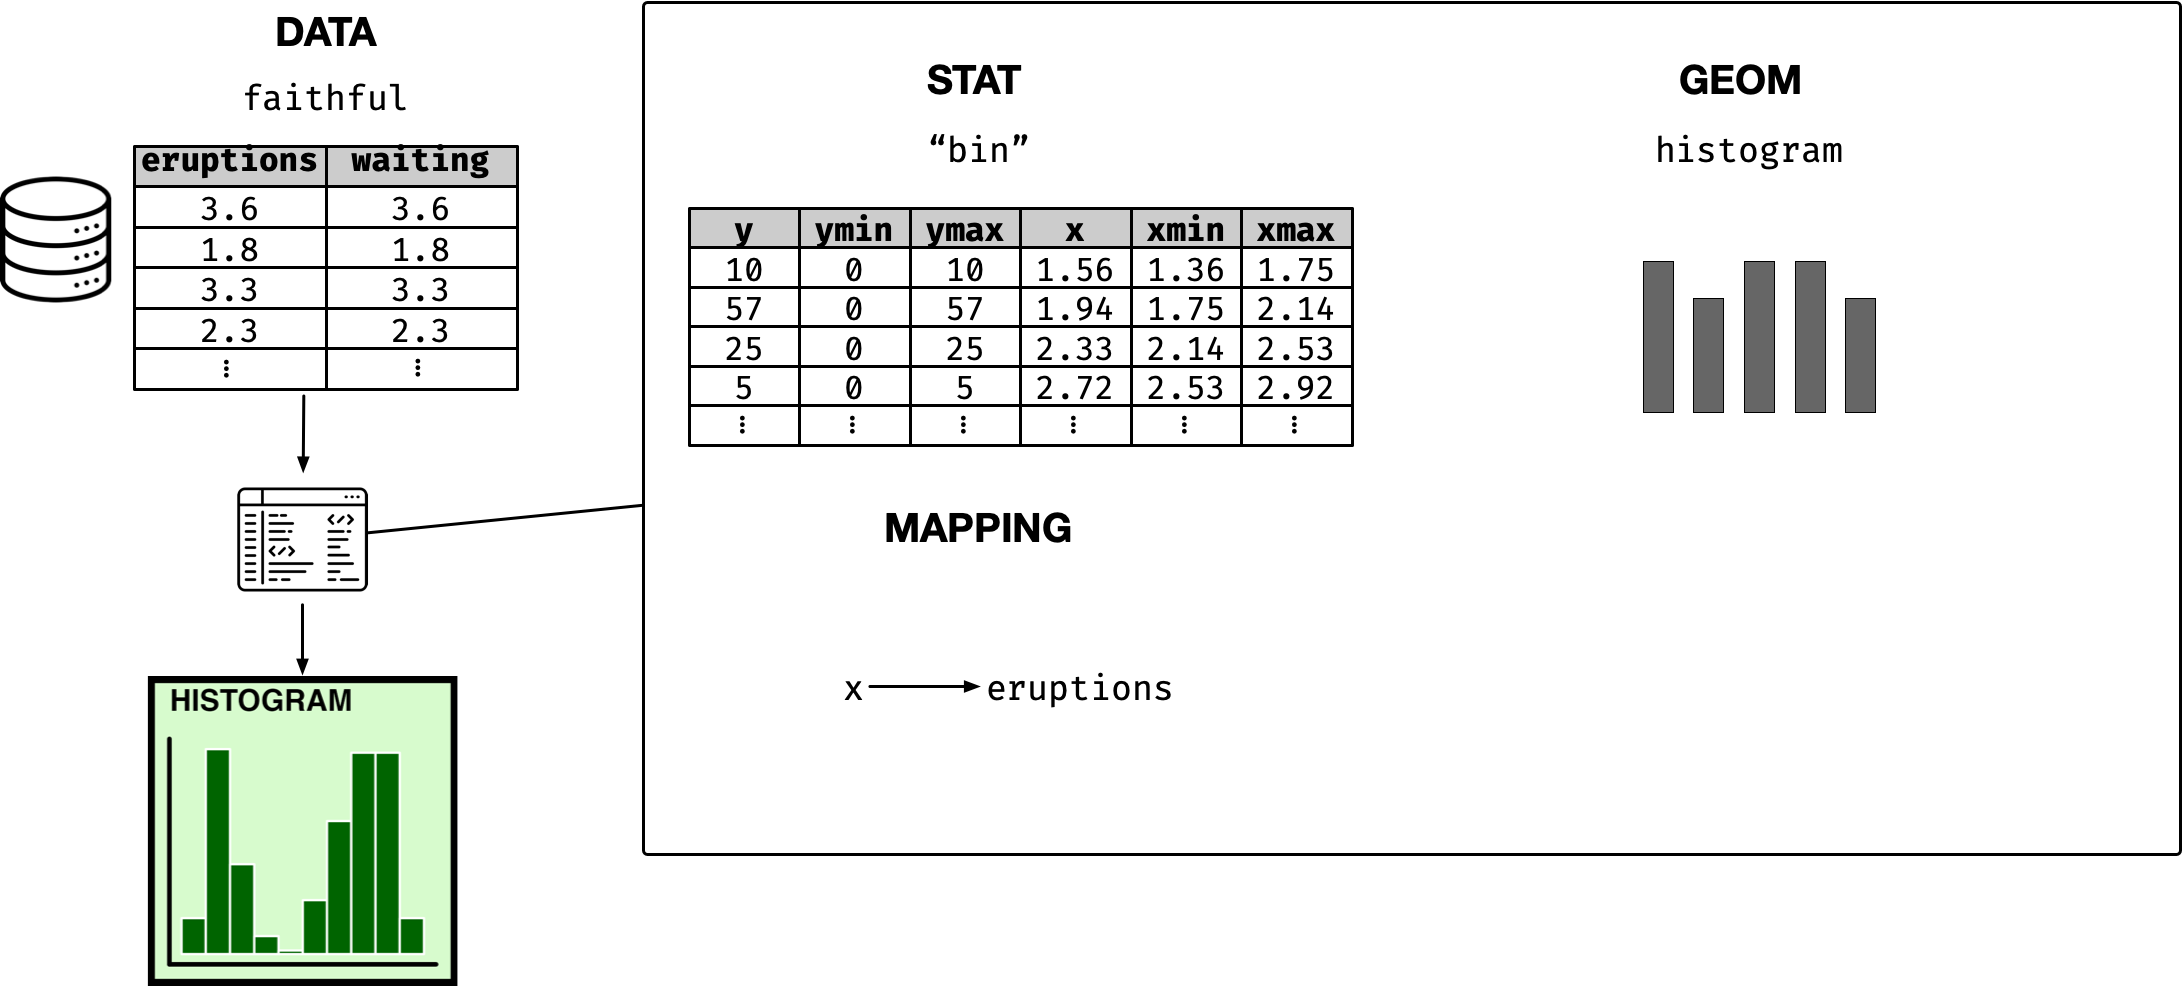 DATA
faithful
eruptions waiting
3.6 3.6
1.8 1.8
3.3 3.3
2.3 2.3
⋮ ⋮
</>
</>
HISTOGRAM
STAT
“bin”
y ymin ymax x xmin xmax
10 0 10 1.56 1.36 1.75
57 0 57 1.94 1.75 2.14
25 0 25 2.33 2.14 2.53
5 0 5 2.72 2.53 2.92
⋮ ⋮ ⋮ ⋮ ⋮ ⋮
MAPPING
x eruptions
GEOM
histogram